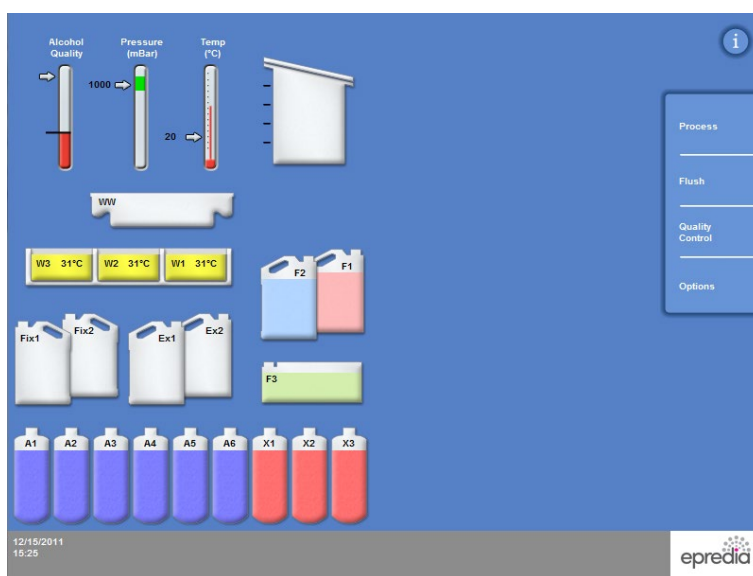 Alcohol
Quality
Pressure
(mBar)
Temp
(°C)
1000
20
i
Process
Flush
Quality
Control
Options
WW
W3 31°C
W2 31°C
W1 31°C
F2
F1
Fix1
Fix2
Ex1
Ex2
F3
A1
A2
A3
A4
A5
A6
X1
X2
X3
12/15/2011
15:25
epredia